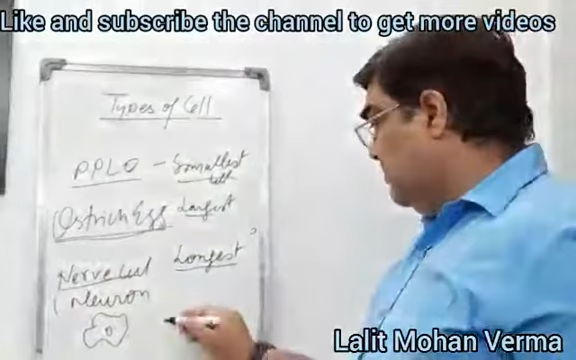 Like and subscribe the channel to get more videos
Types of Cell
PPLO - Smallest
Cell
Ostrich Egg Largest
Nerve Cell Longest
( Neuron
Lalit Mohan Verma